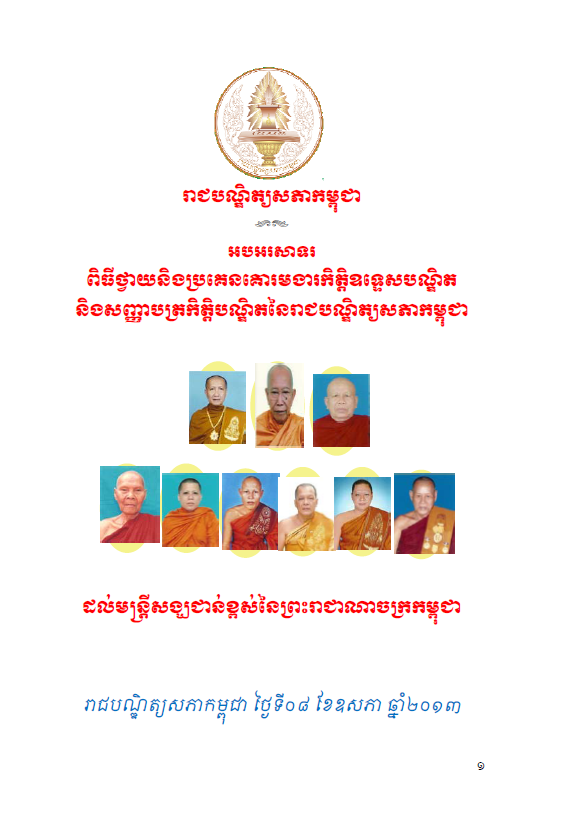 រាជបណ្ឌិត្យសភាកម្ពុជា
អបអរសាទរ
ពិធីថ្វាយនិងប្រគេនគោរមងារកិត្តិឧទ្ទេសបណ្ឌិត
និងសញ្ញាបត្រកិត្តិបណ្ឌិតនៃរាជបណ្ឌិត្យសភាកម្ពុជា
ដល់មន្ត្រីសង្ឃជាន់ខ្ពស់នៃព្រះរាជាណាចក្រកម្ពុជា
រាជបណ្ឌិត្យសភាកម្ពុជា ថ្ងៃទី០៨ ខែឧសភា ឆ្នាំ២០១៣
១